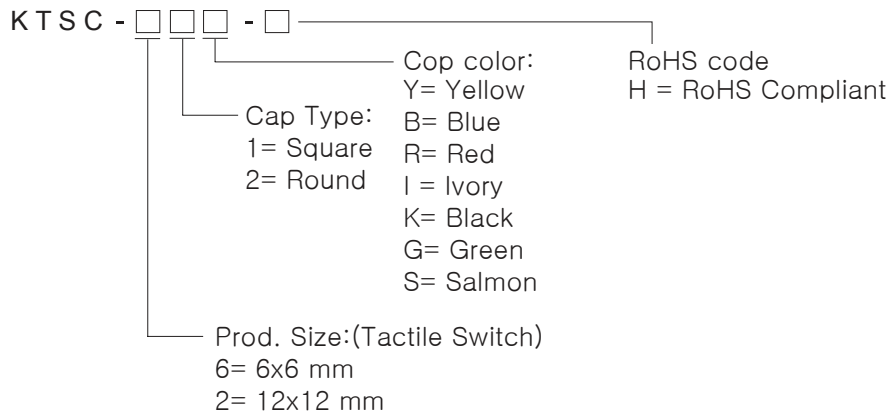 KTSC-□□□-□
Cop color:
Y= Yellow
B= Blue
R= Red
I = Ivory
K= Black
G= Green
S= Salmon
RoHS code
H = RoHS Compliant
Cap Type:
1= Square
2= Round
Prod. Size:(Tactile Switch)
6= 6x6 mm
2= 12x12 mm